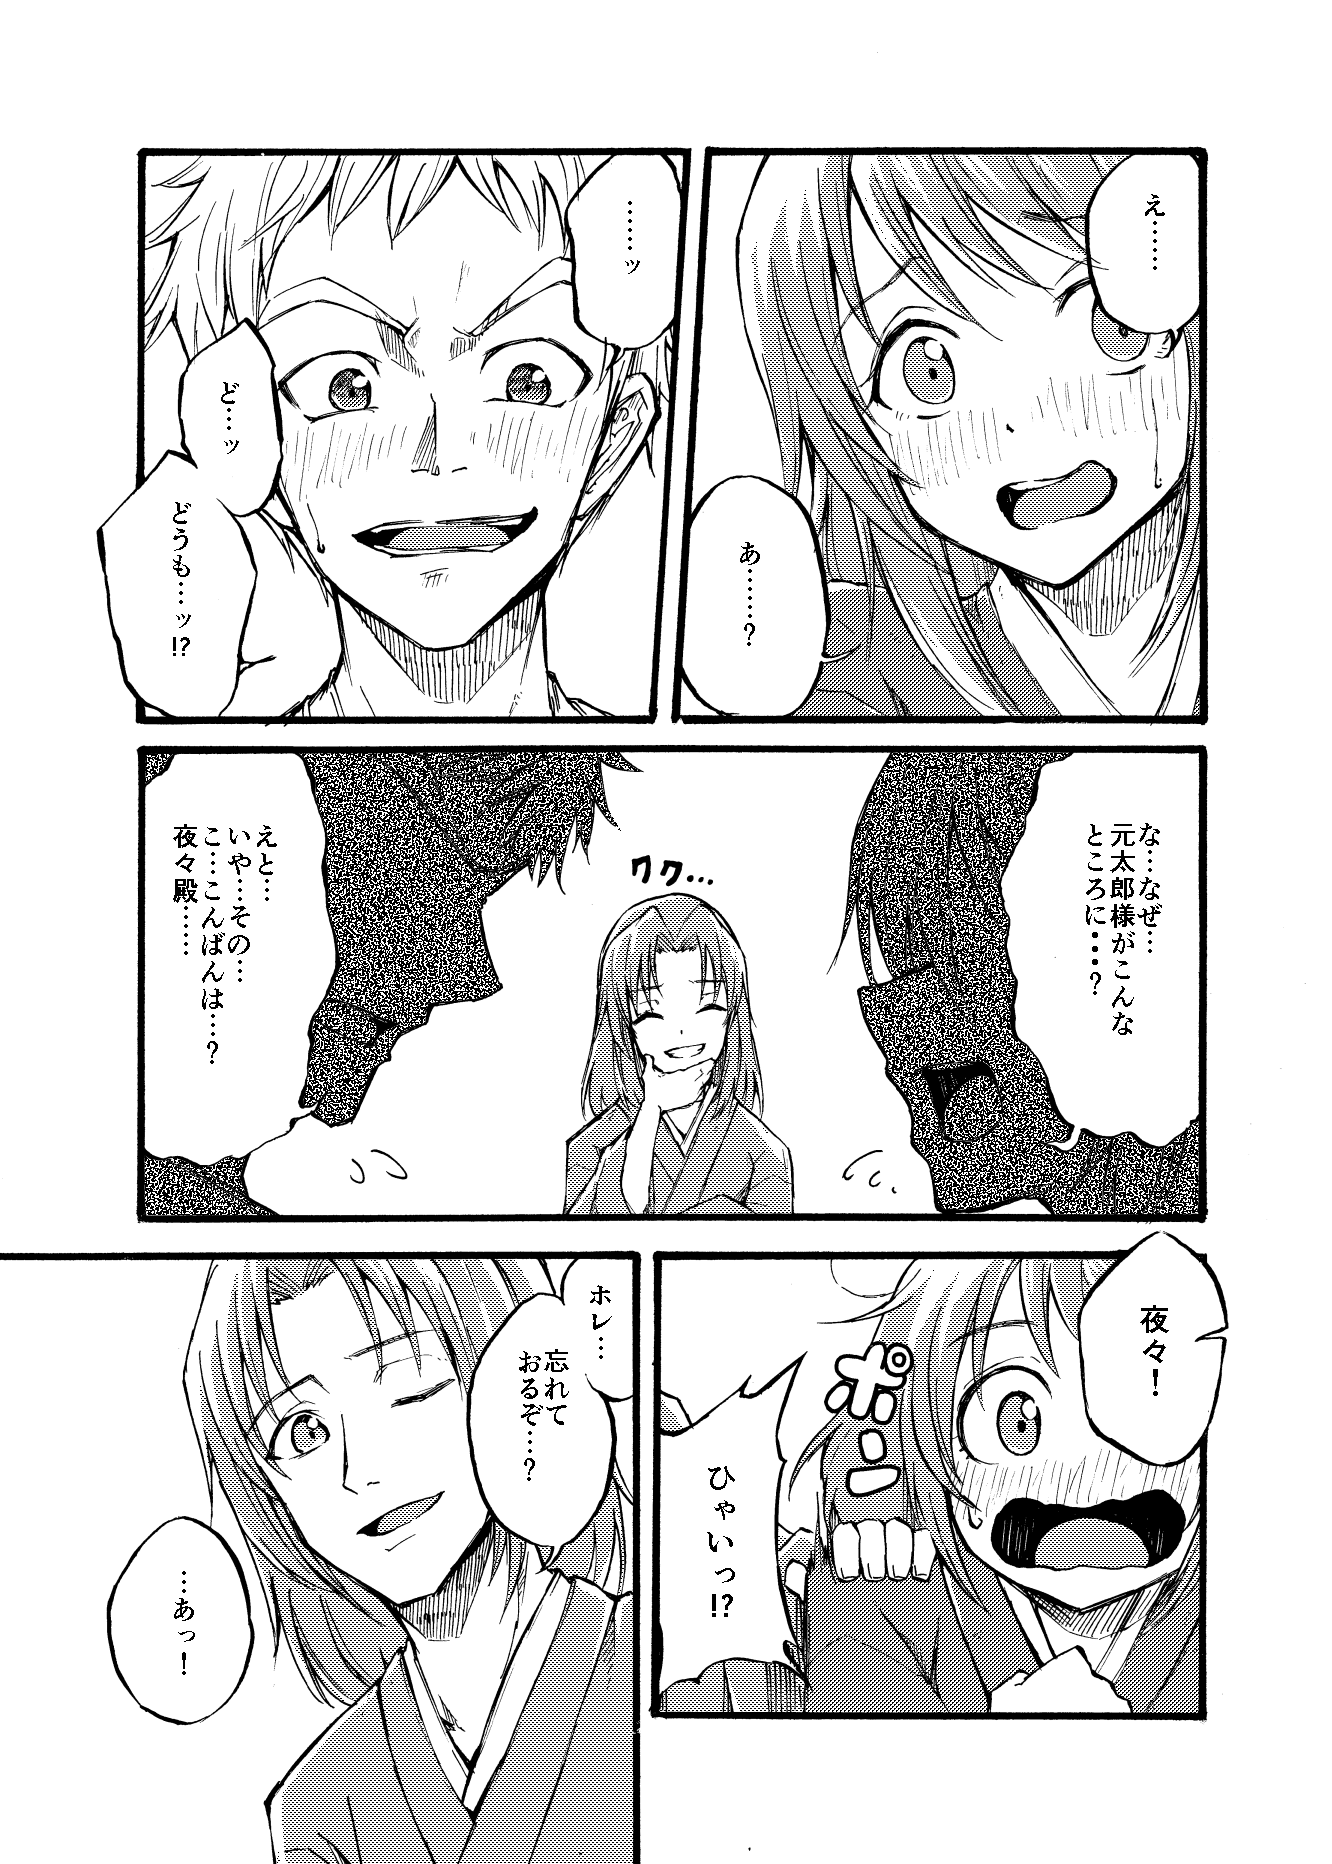 え……
あ……？
……ッ
ど…ッ
どうも…ッ!?
な…なぜ…
元太郎様がこんな
ところに・・・？
ワク…
えと…
いや…その…
こ…こんばんは…？
夜々殿……
夜々！
ポン
ひゃいっ!?
ホレ…
忘れて
おるぞ…？
…あっ！